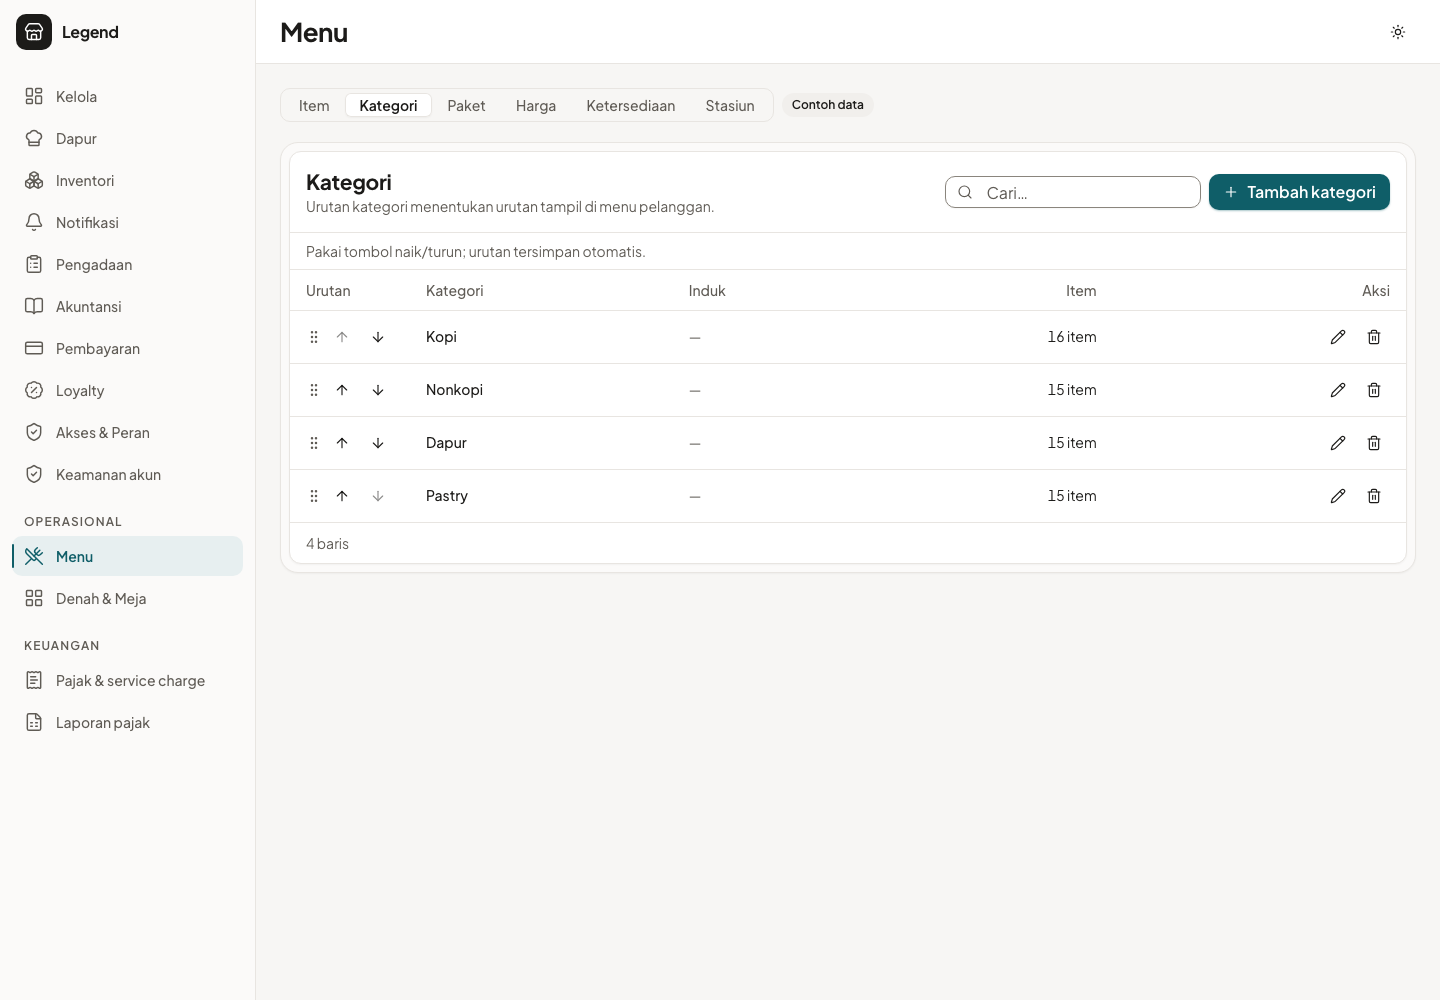 Legend
Menu
Kelola
Dapur
Inventori
Notifikasi
Pengadaan
Akuntansi
Pembayaran
Loyalty
Akses & Peran
Keamanan akun
OPERASIONAL
Menu
Denah & Meja
KEUANGAN
Pajak & service charge
Laporan pajak
Item Kategori Paket Harga Ketersediaan Stasiun Contoh data
Kategori
Urutan kategori menentukan urutan tampil di menu pelanggan.
Cari...
Tambah kategori
Pakai tombol naik/turun; urutan tersimpan otomatis.
Urutan Kategori Induk Item Aksi
Kopi — 16 item
Nonkopi — 15 item
Dapur — 15 item
Pastry — 15 item
4 baris